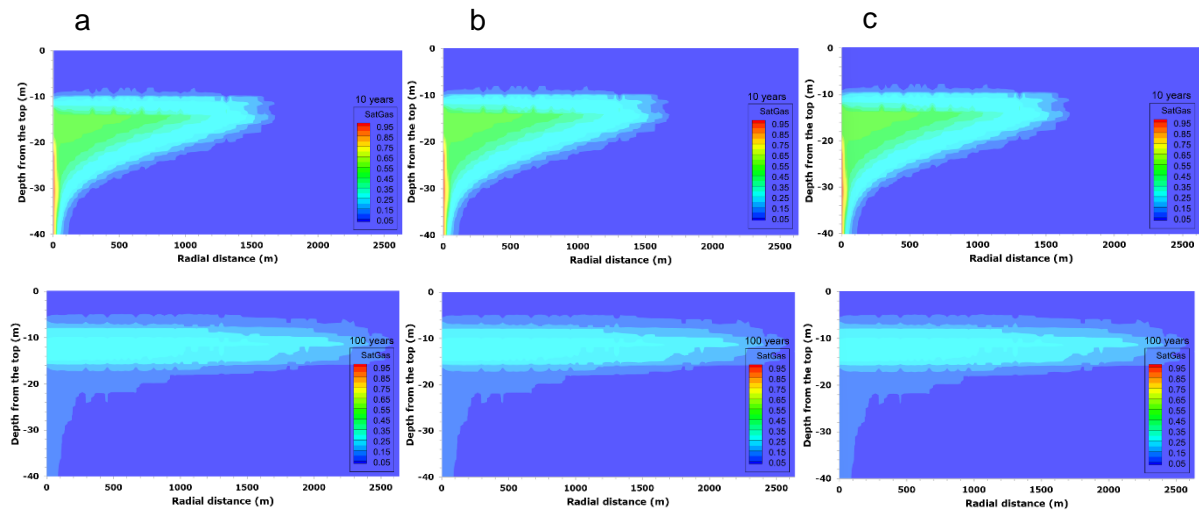 a
b
c
0
-10
-20
-30
-40
Depth from the top (m)
0 500 1000 1500 2000 2500
Radial distance (m)
10 years
SatGas
0.95
0.85
0.75
0.65
0.55
0.45
0.35
0.25
0.15
0.05
0
-10
-20
-30
-40
Depth from the top (m)
0 500 1000 1500 2000 2500
Radial distance (m)
10 years
SatGas
0.95
0.85
0.75
0.65
0.55
0.45
0.35
0.25
0.15
0.05
0
-10
-20
-30
-40
Depth from the top (m)
0 500 1000 1500 2000 2500
Radial distance (m)
10 years
SatGas
0.95
0.85
0.75
0.65
0.55
0.45
0.35
0.25
0.15
0.05
0
-10
-20
-30
-40
Depth from the top (m)
0 500 1000 1500 2000 2500
Radial distance (m)
100 years
SatGas
0.95
0.85
0.75
0.65
0.55
0.45
0.35
0.25
0.15
0.05
0
-10
-20
-30
-40
Depth from the top (m)
0 500 1000 1500 2000 2500
Radial distance (m)
100 years
SatGas
0.95
0.85
0.75
0.65
0.55
0.45
0.35
0.25
0.15
0.05
0
-10
-20
-30
-40
Depth from the top (m)
0 500 1000 1500 2000 2500
Radial distance (m)
100 years
SatGas
0.95
0.85
0.75
0.65
0.55
0.45
0.35
0.25
0.15
0.05